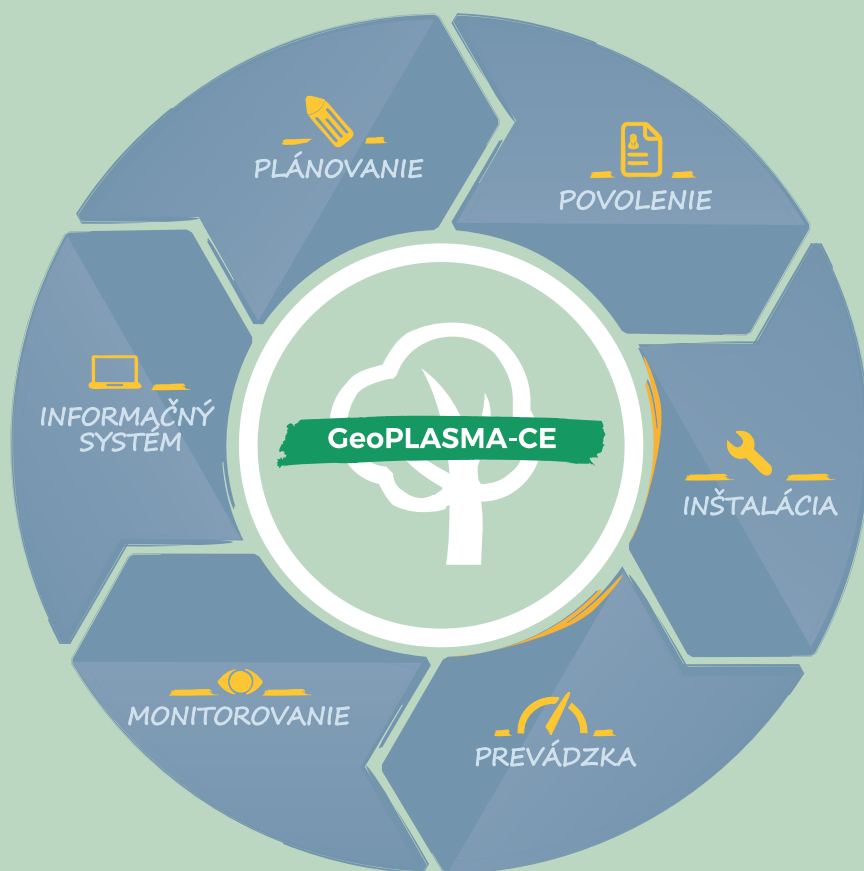 PLÁNOVANIE
POVOLENIE
INFORMAČNÝ
SYSTÉM
GeoPLASMA-CE
INŠTALÁCIA
MONITOROVANIE
PREVÁDZKA